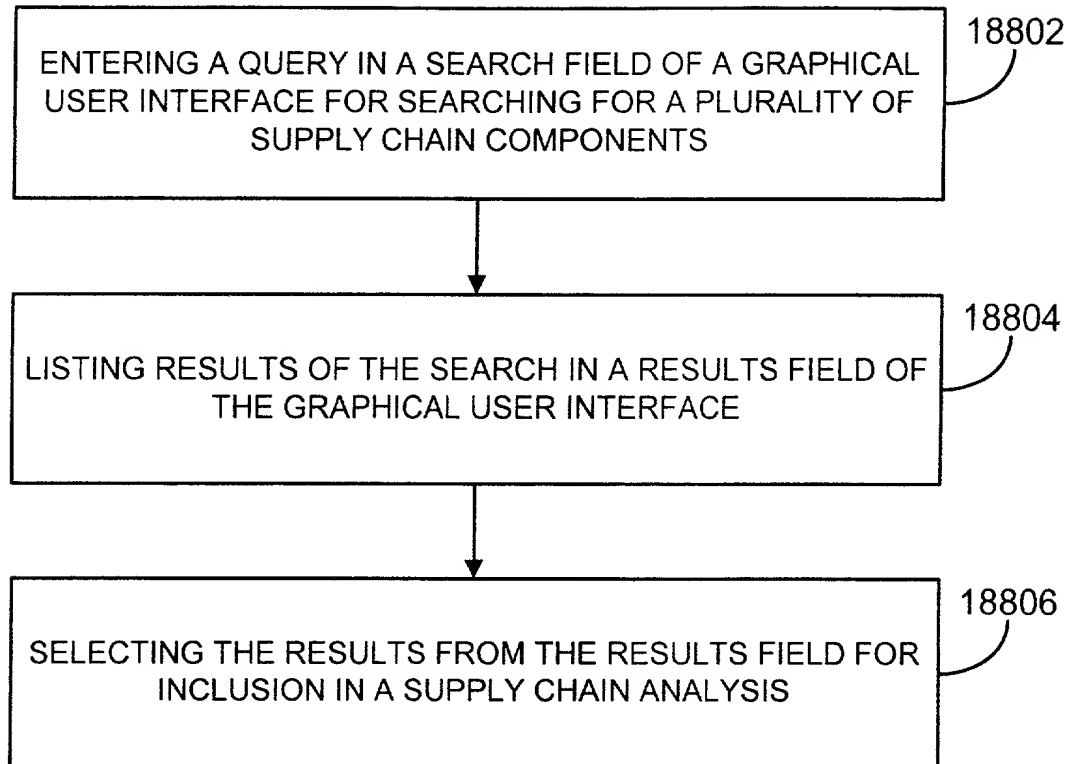 18802
ENTERING A QUERY IN A SEARCH FIELD OF A GRAPHICAL
USER INTERFACE FOR SEARCHING FOR A PLURALITY OF
SUPPLY CHAIN COMPONENTS
18804
LISTING RESULTS OF THE SEARCH IN A RESULTS FIELD OF
THE GRAPHICAL USER INTERFACE
18806
SELECTING THE RESULTS FROM THE RESULTS FIELD FOR
INCLUSION IN A SUPPLY CHAIN ANALYSIS